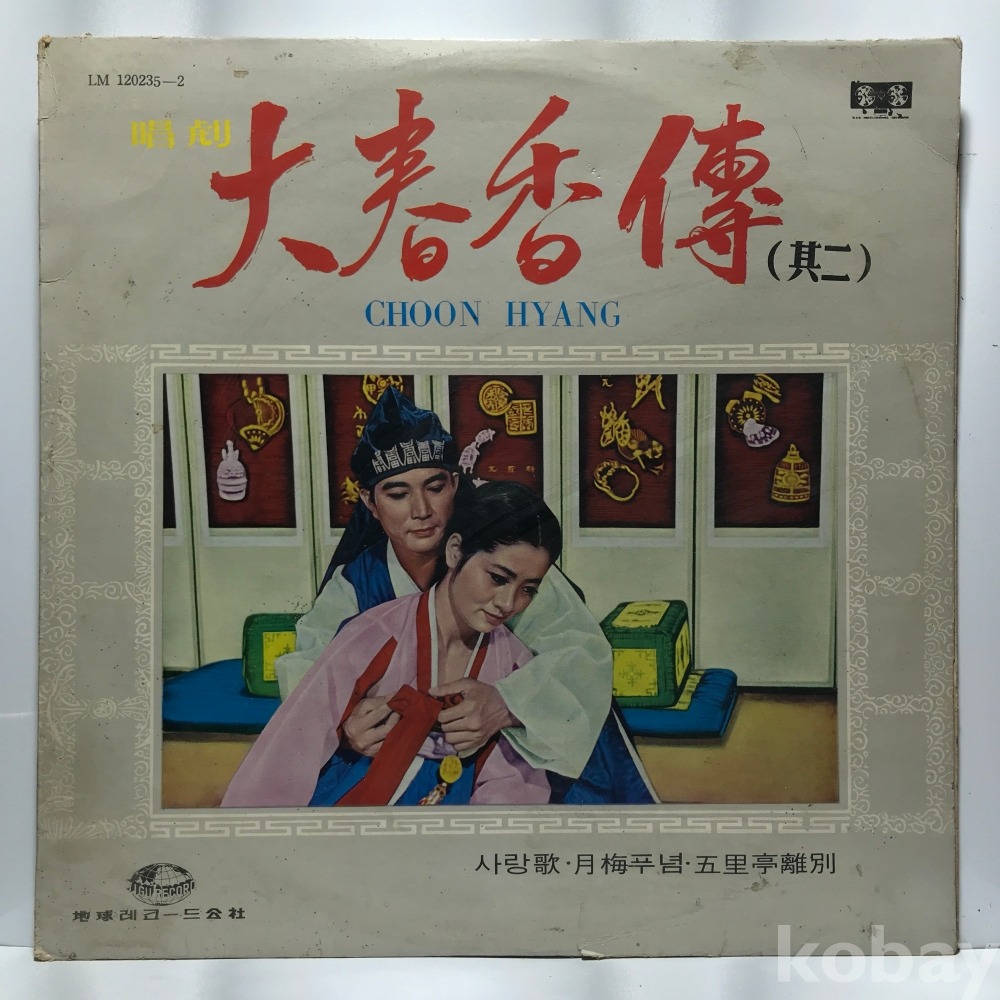 LM 120235—2
唱劇
大春香傳
(其二)
CHOON HYANG
사랑歌·月梅푸념·五里亭離別
JIGU RECORD
地球레코ー드公社
kobay